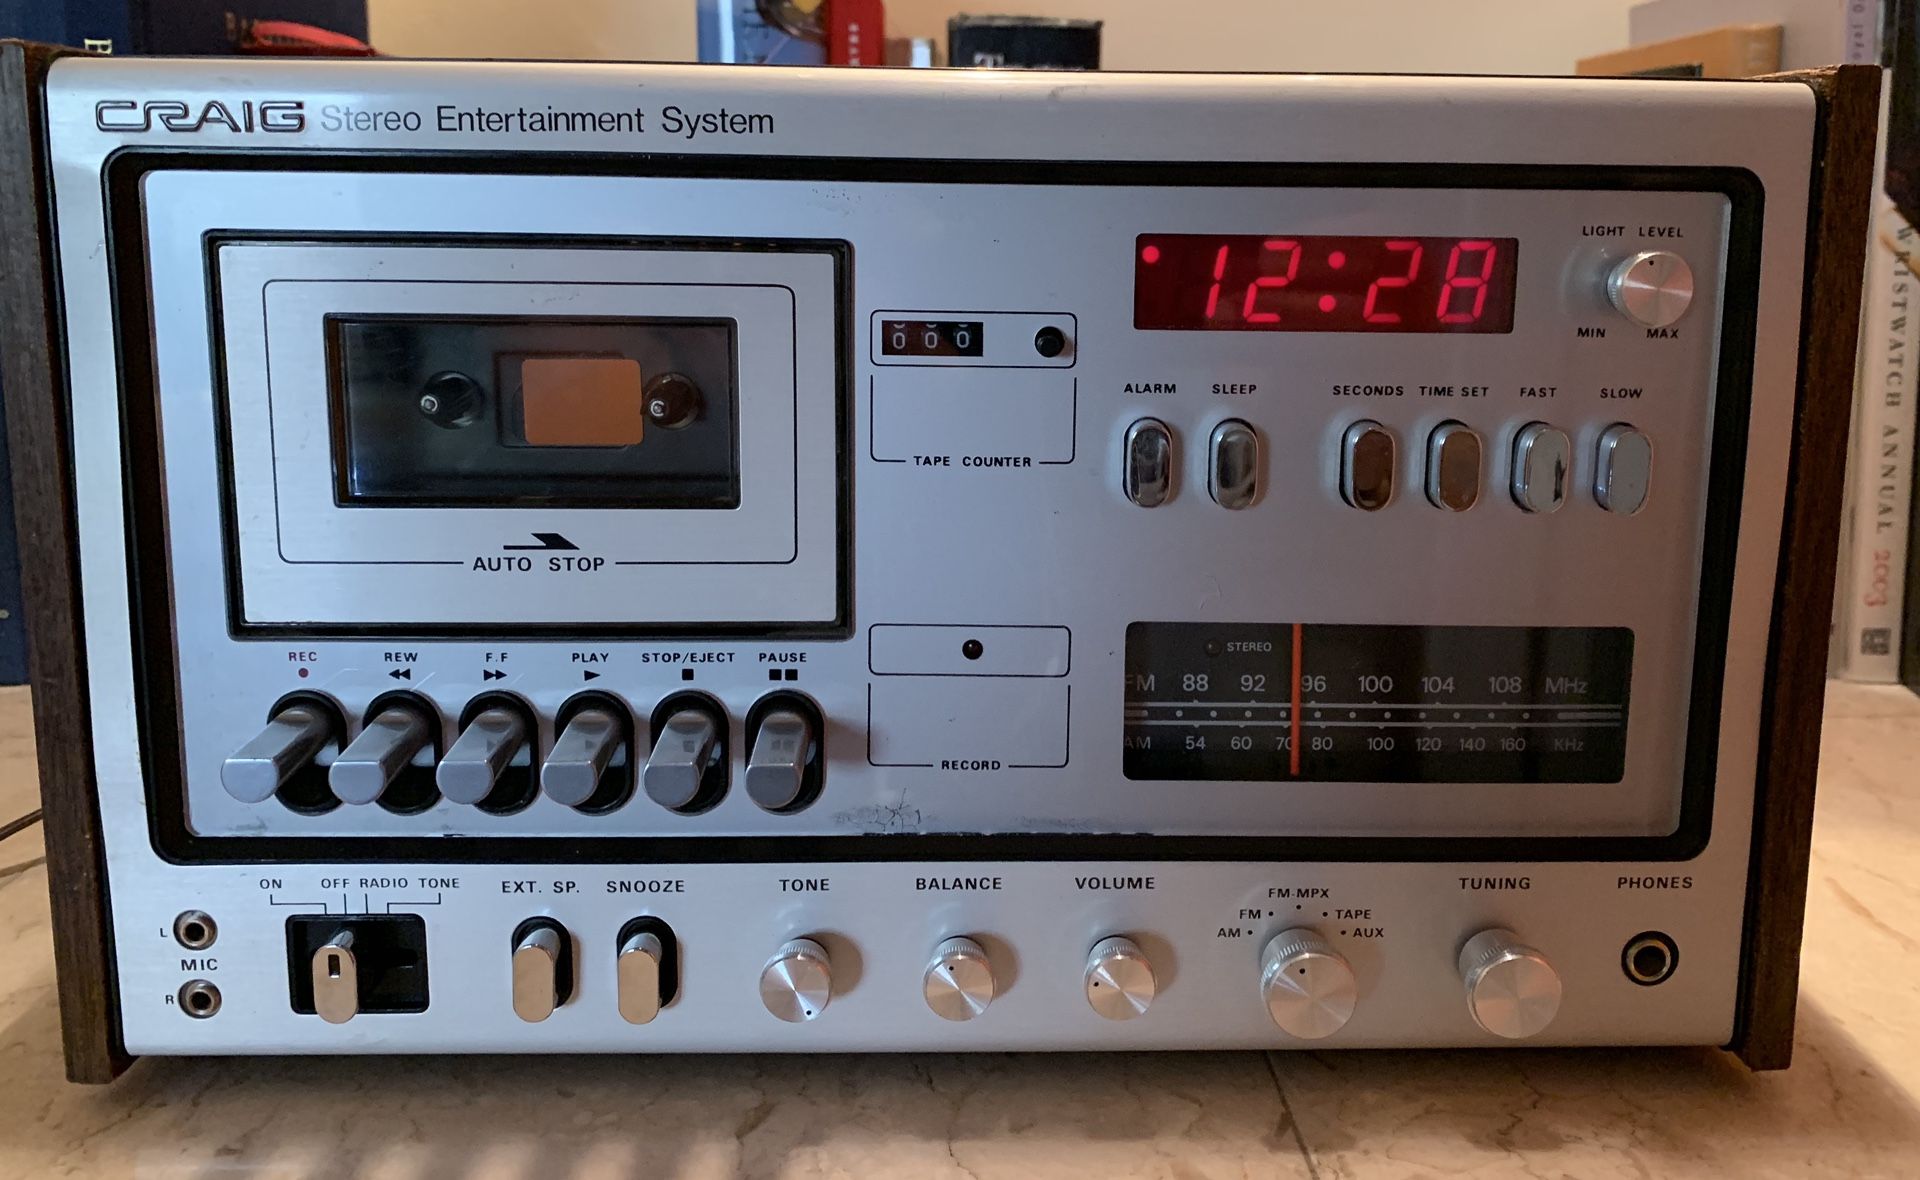 CRAIG Stereo Entertainment System
12:28
LIGHT LEVEL
MIN MAX
000
TAPE COUNTER
ALARM SLEEP SECONDS TIME SET FAST SLOW
AUTO STOP
REC REW F.F PLAY STOP/EJECT PAUSE
RECORD
STEREO
FM 88 92 96 100 104 108 MHz
AM 54 60 70 80 100 120 140 160 KHz
ON OFF RADIO TONE
EXT. SP. SNOOZE
TONE BALANCE VOLUME
FM-MPX
FM TAPE
AM AUX
TUNING PHONES
L
MIC
R
WRISTWATCH ANNUAL 2003